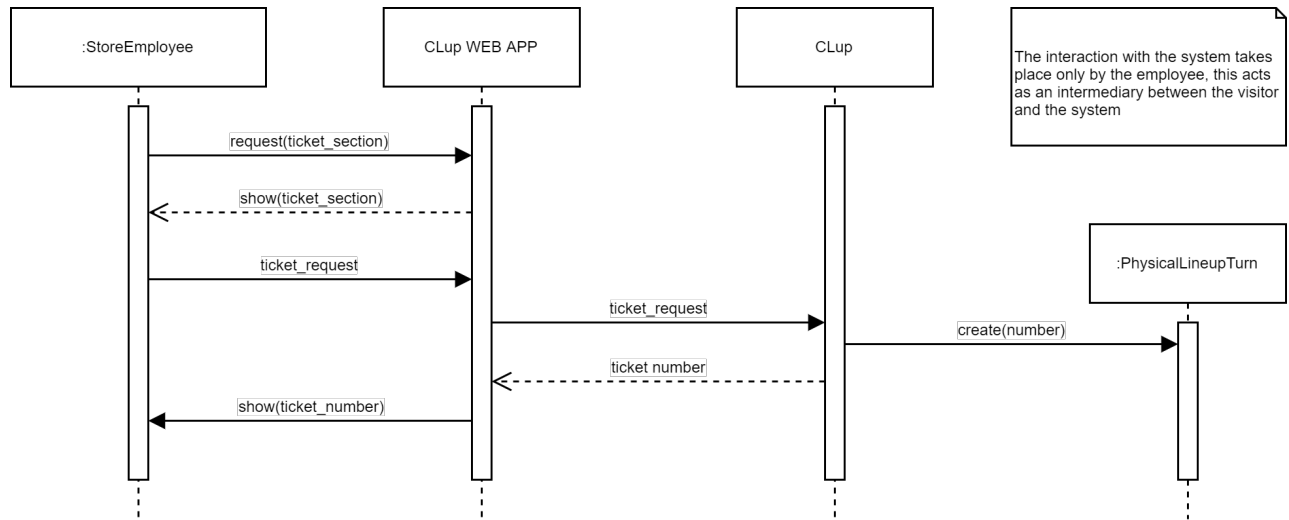 :StoreEmployee
CLup WEB APP
CLup
The interaction with the system takes
place only by the employee, this acts
as an intermediary between the visitor
and the system
request(ticket_section)
show(ticket_section)
ticket_request
:PhysicalLineupTurn
ticket_request
create(number)
ticket number
show(ticket_number)